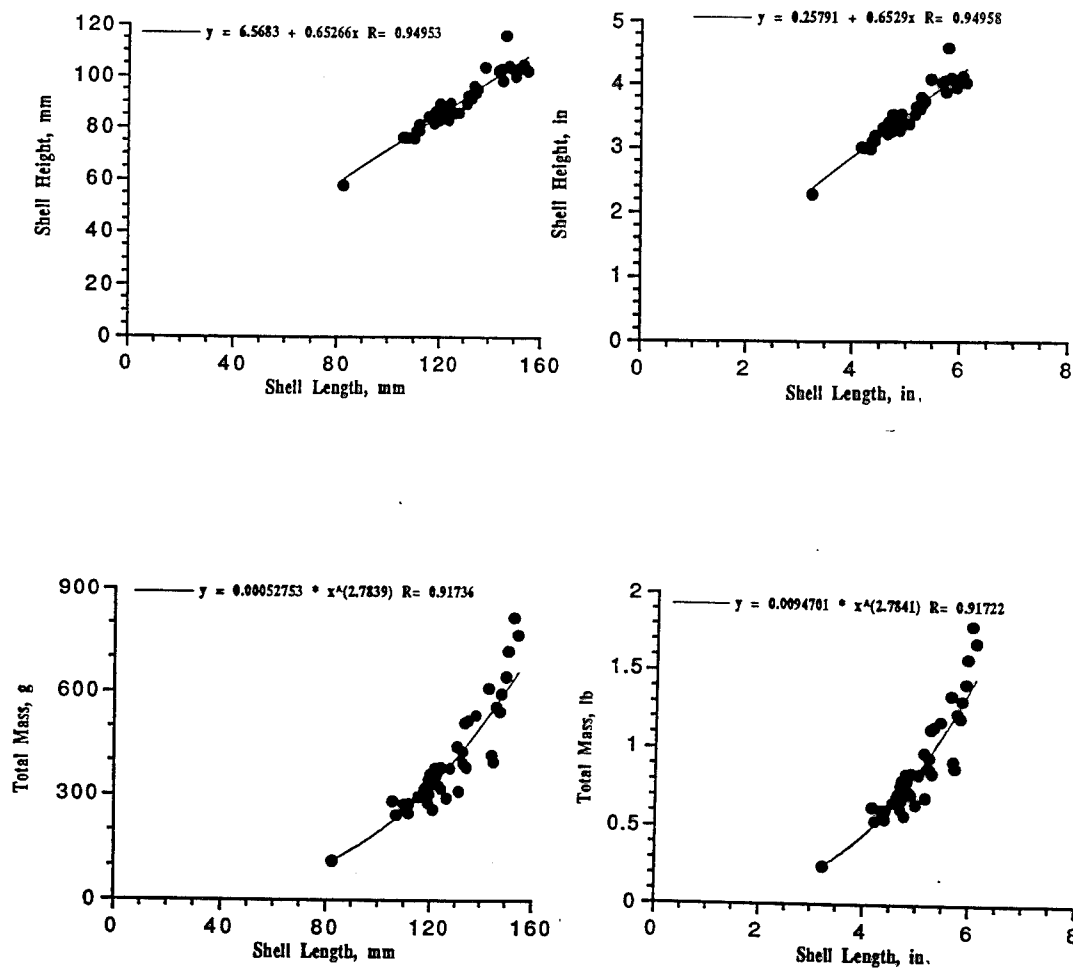 120
100
80
60
40
20
0
Shell Height, mm
y = 6.5683 + 0.65266x R= 0.94953
0 40 80 120 160
Shell Length, mm
5
4
3
2
1
0
Shell Height, in
y = 0.25791 + 0.6529x R= 0.94958
0 2 4 6 8
Shell Length, in.
900
600
300
0
Total Mass, g
y = 0.00052753 * x^(2.7839) R= 0.91736
0 40 80 120 160
Shell Length, mm
2
1.5
1
0.5
0
Total Mass, lb
y = 0.0094701 * x^(2.7841) R= 0.91722
0 2 4 6 8
Shell Length, in.